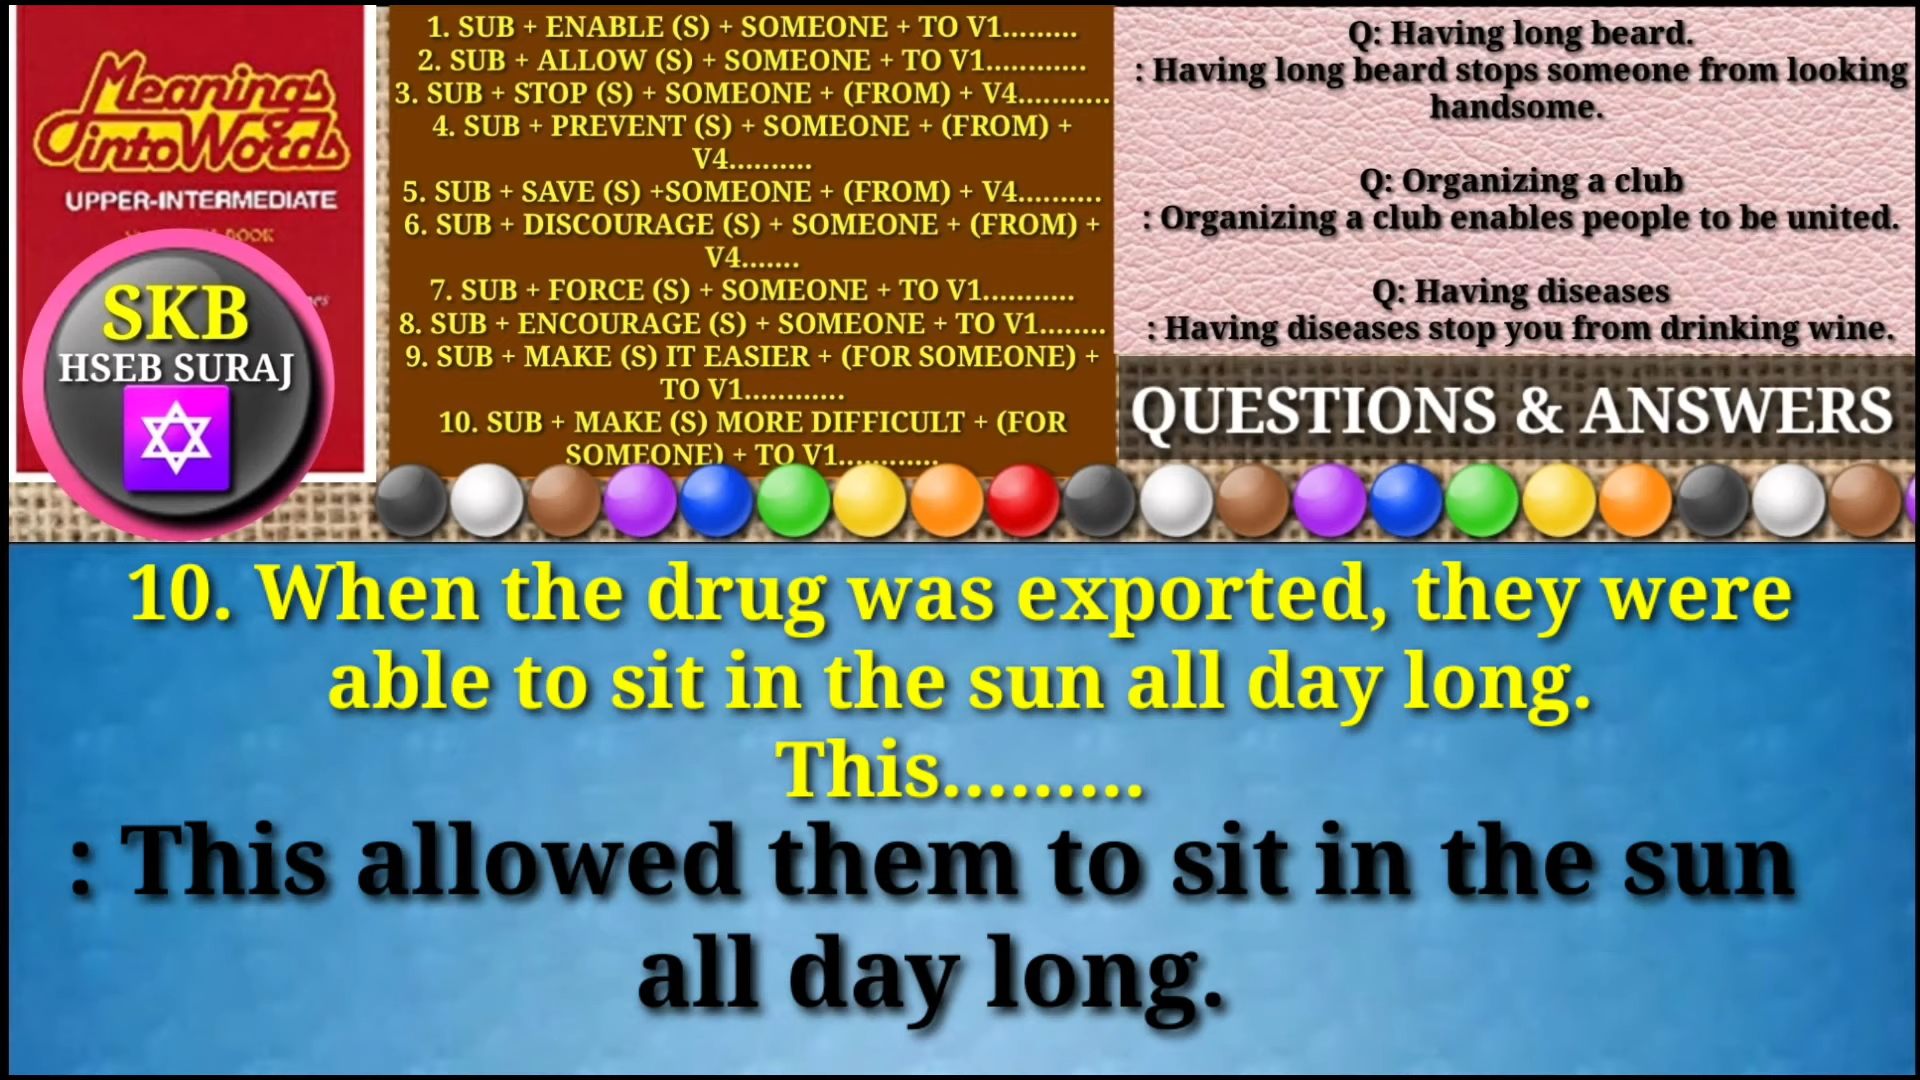 Meanings
into Words
UPPER-INTERMEDIATE
BOOK
SKB
HSEB SURAJ
1. SUB + ENABLE (S) + SOMEONE + TO V1.........
2. SUB + ALLOW (S) + SOMEONE + TO V1............
3. SUB + STOP (S) + SOMEONE + (FROM) + V4...........
4. SUB + PREVENT (S) + SOMEONE + (FROM) +
V4..........
5. SUB + SAVE (S) +SOMEONE + (FROM) + V4..........
6. SUB + DISCOURAGE (S) + SOMEONE + (FROM) +
V4.......
7. SUB + FORCE (S) + SOMEONE + TO V1...........
8. SUB + ENCOURAGE (S) + SOMEONE + TO V1........
9. SUB + MAKE (S) IT EASIER + (FOR SOMEONE) +
TO V1............
10. SUB + MAKE (S) MORE DIFFICULT + (FOR
SOMEONE) + TO V1............
Q: Having long beard.
: Having long beard stops someone from looking
handsome.
Q: Organizing a club
: Organizing a club enables people to be united.
Q: Having diseases
: Having diseases stop you from drinking wine.
QUESTIONS & ANSWERS
10. When the drug was exported, they were
able to sit in the sun all day long.
This.........
: This allowed them to sit in the sun
all day long.